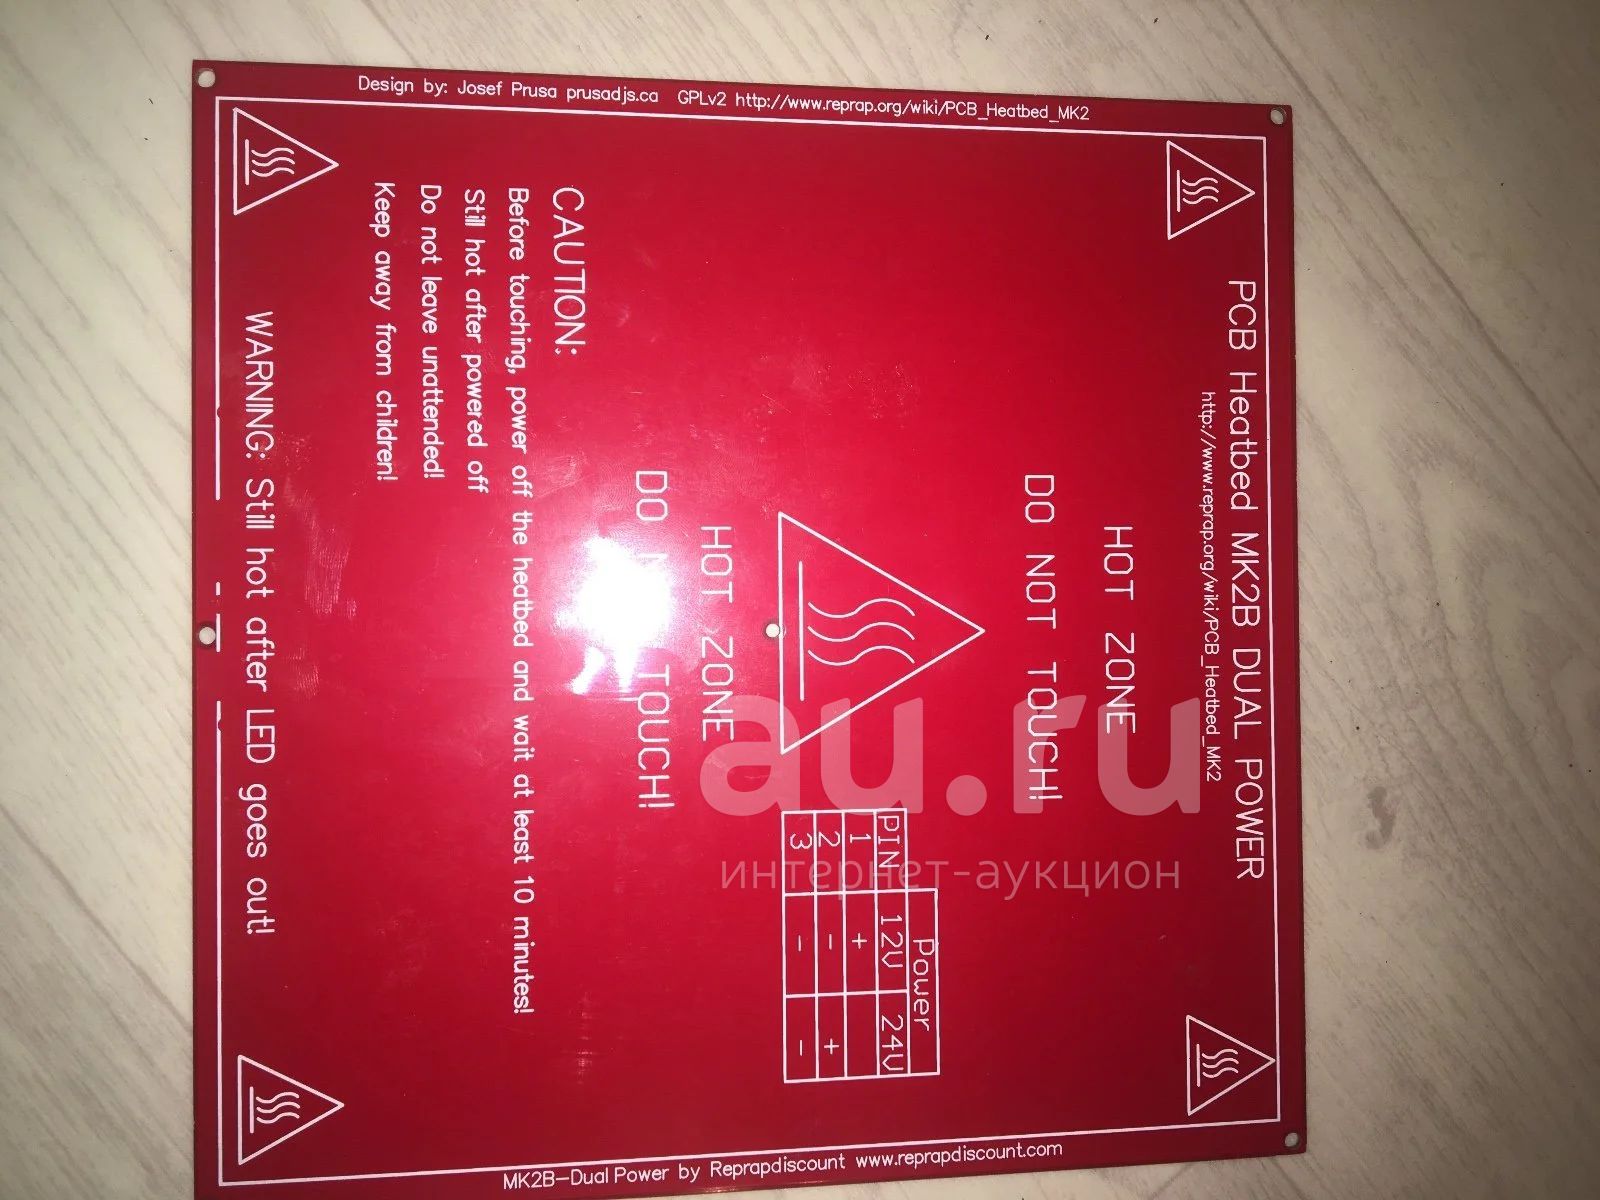 Design by: Josef Prusa prusadjs.ca GPLv2 http://www.reprap.org/wiki/PCB_Heatbed_MK2
PCB Heatbed MK2B DUAL POWER
http://www.reprap.org/wiki/PCB_Heatbed_MK2
HOT ZONE
DO NOT TOUCH!
Power
PIN 12V 24V
1 +
2 - +
3 - -
HOT ZONE
DO TOUCH!
CAUTION:
Before touching, power off the heatbed and wait at least 10 minutes!
Still hot after powered off
Do not leave unattended!
Keep away from children!
WARNING: Still hot after LED goes out!
MK2B-Dual Power by Reprapdiscount www.reprapdiscount.com
au.ru
интернет-аукцион